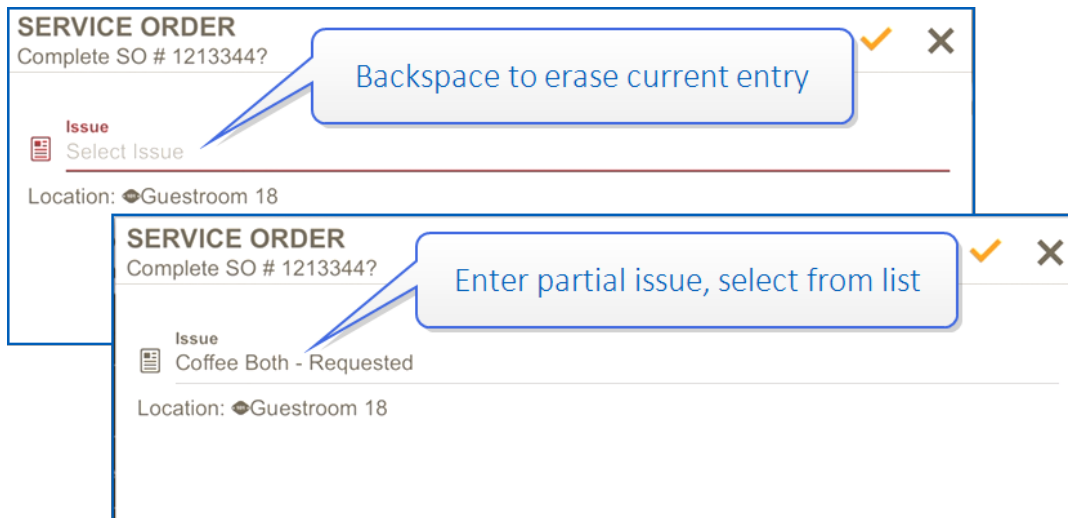 SERVICE ORDER
Complete SO # 1213344?
Backspace to erase current entry
Issue
Select Issue
Location: Guestroom 18
SERVICE ORDER
Complete SO # 1213344?
Enter partial issue, select from list
Issue
Coffee Both - Requested
Location: Guestroom 18